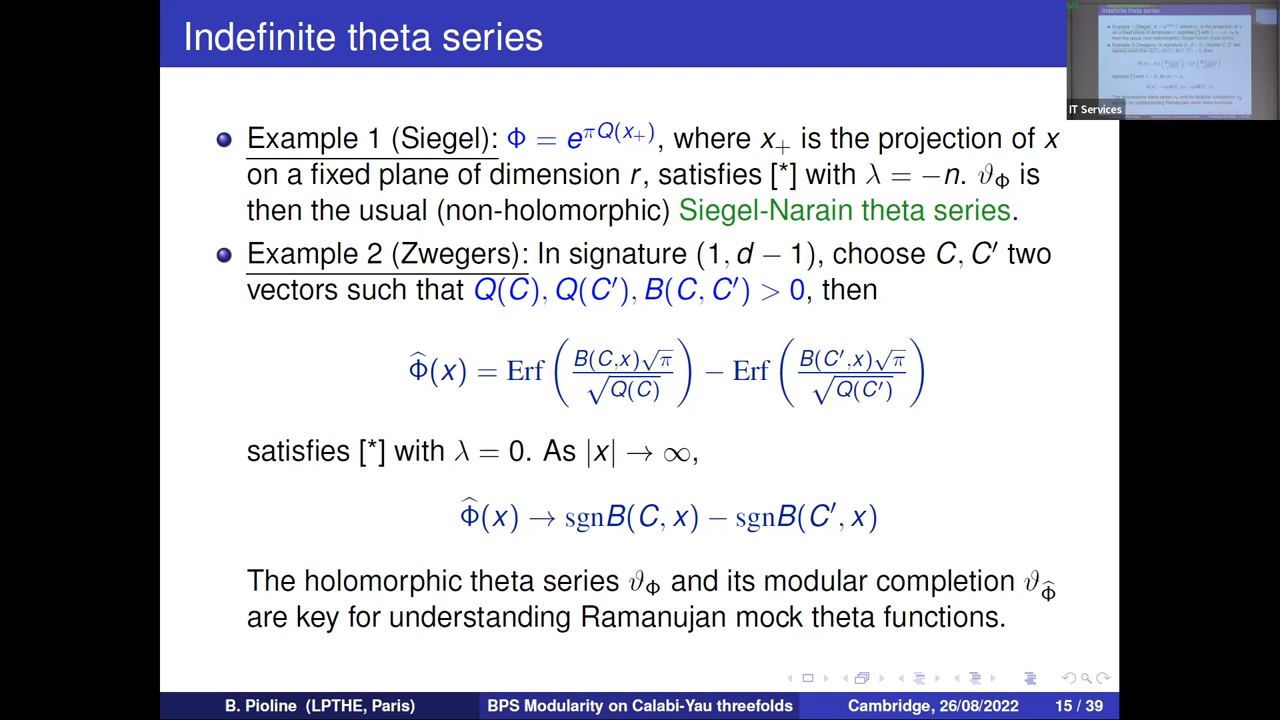 Indefinite theta series
Example 1 (Siegel): Φ = e^{πQ(x₊)}, where x₊ is the projection of x
on a fixed plane of dimension r, satisfies [*] with λ = −n. ϑ_Φ is
then the usual (non-holomorphic) Siegel-Narain theta series.
Example 2 (Zwegers): In signature (1, d − 1), choose C, C′ two
vectors such that Q(C), Q(C′), B(C, C′) > 0, then
Φ̂(x) = Erf(B(C,x)√π / √Q(C)) − Erf(B(C′,x)√π / √Q(C′))
satisfies [*] with λ = 0. As |x| → ∞,
Φ̂(x) → sgnB(C, x) − sgnB(C′, x)
The holomorphic theta series ϑ_Φ and its modular completion ϑ_Φ̂
are key for understanding Ramanujan mock theta functions.
B. Pioline (LPTHE, Paris) BPS Modularity on Calabi-Yau threefolds Cambridge, 26/08/2022 15 / 39
Indefinite theta series
IT Services